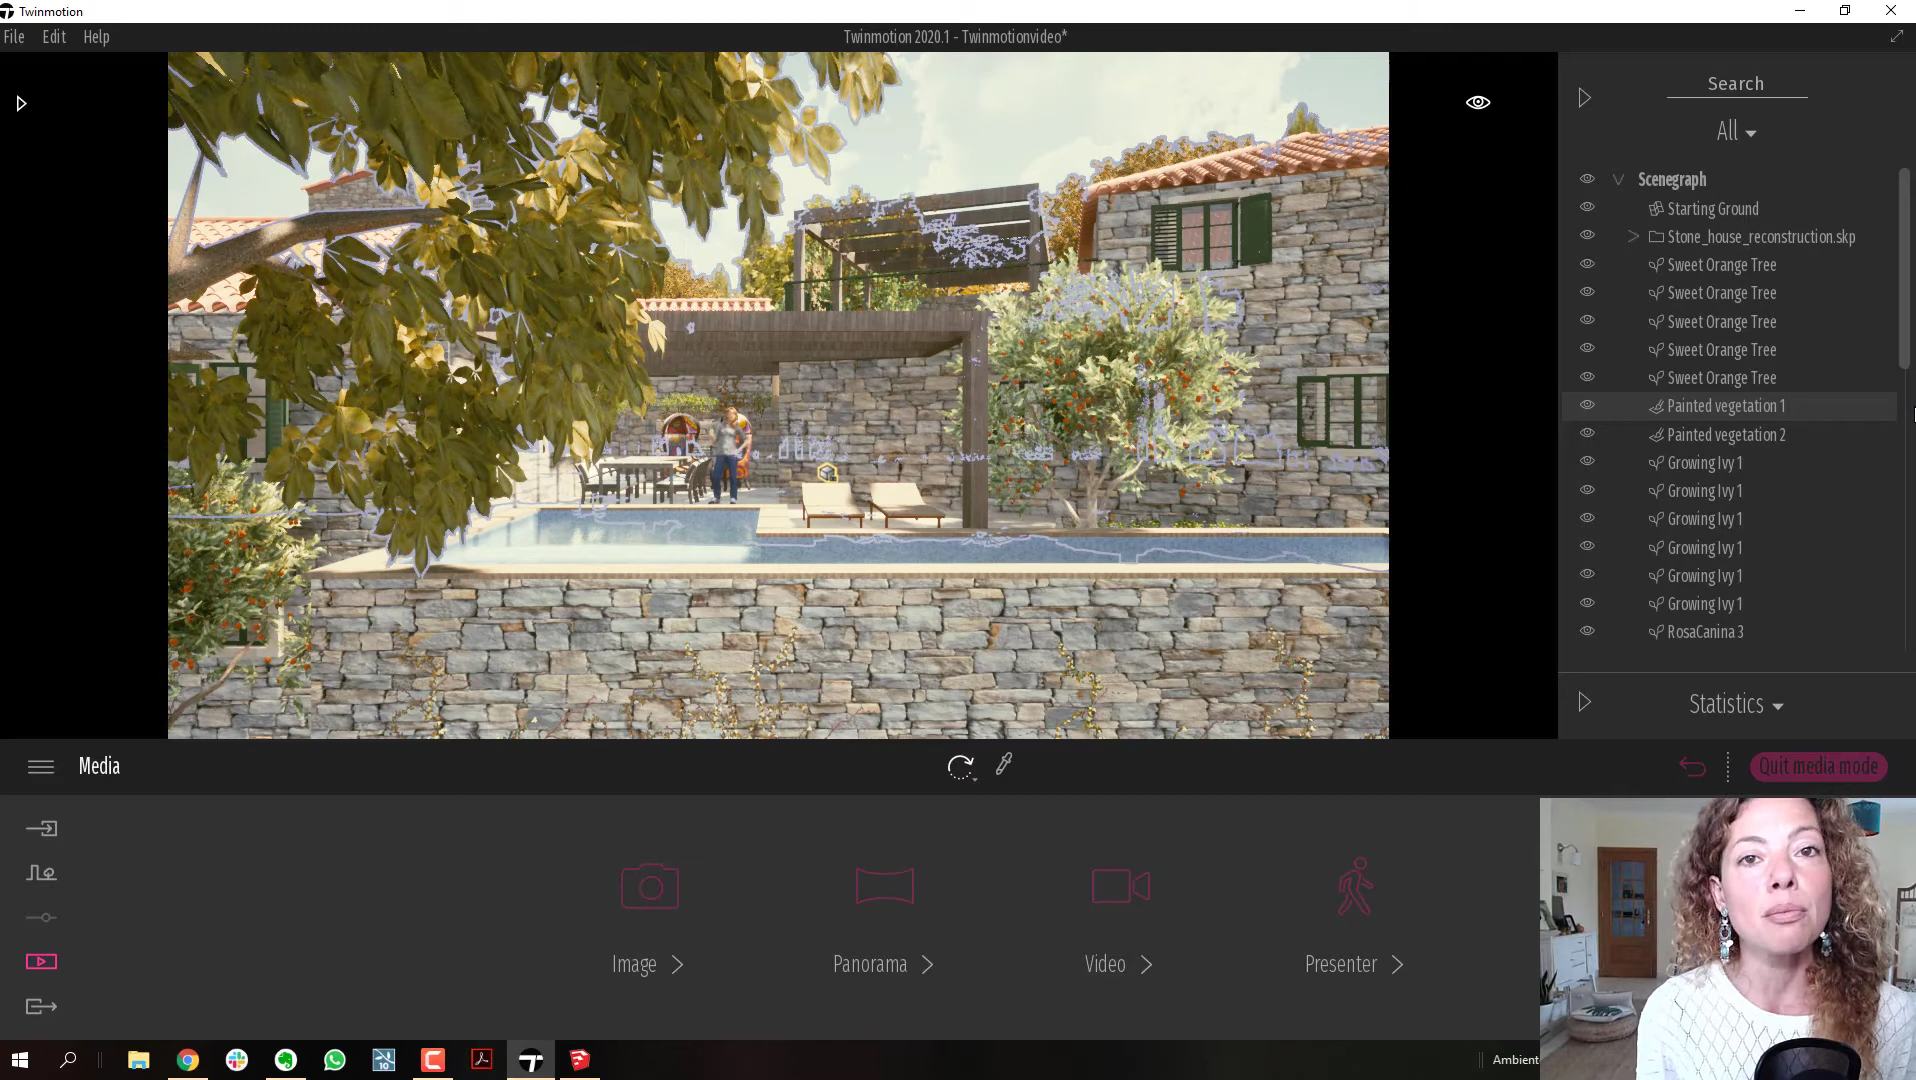 Twinmotion
File Edit Help
Twinmotion 2020.1 - Twinmotionvideo*
Search
All
Scenegraph
Starting Ground
Stone_house_reconstruction.skp
Sweet Orange Tree
Sweet Orange Tree
Sweet Orange Tree
Sweet Orange Tree
Sweet Orange Tree
Painted vegetation 1
Painted vegetation 2
Growing Ivy 1
Growing Ivy 1
Growing Ivy 1
Growing Ivy 1
Growing Ivy 1
Growing Ivy 1
RosaCanina 3
Statistics
Media
Quit media mode
Image
Panorama
Video
Presenter
10
Ambient